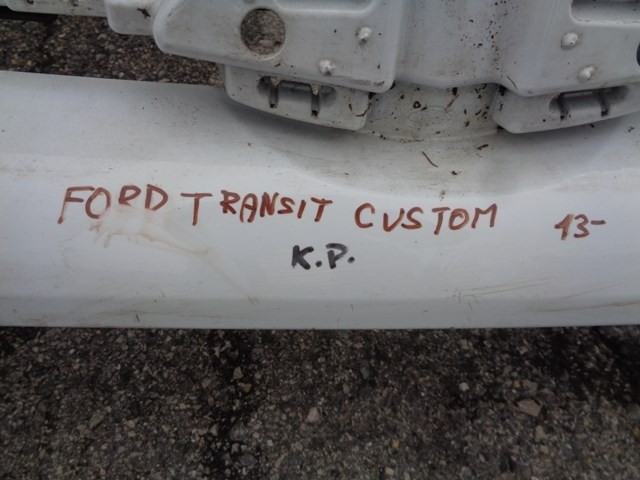 FORD TRANSIT CUSTOM 13-
K.P.